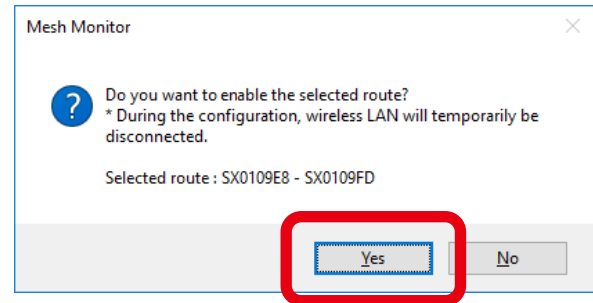 Mesh Monitor
Do you want to enable the selected route?
* During the configuration, wireless LAN will temporarily be
disconnected.
Selected route : SX0109E8 - SX0109FD
Yes No